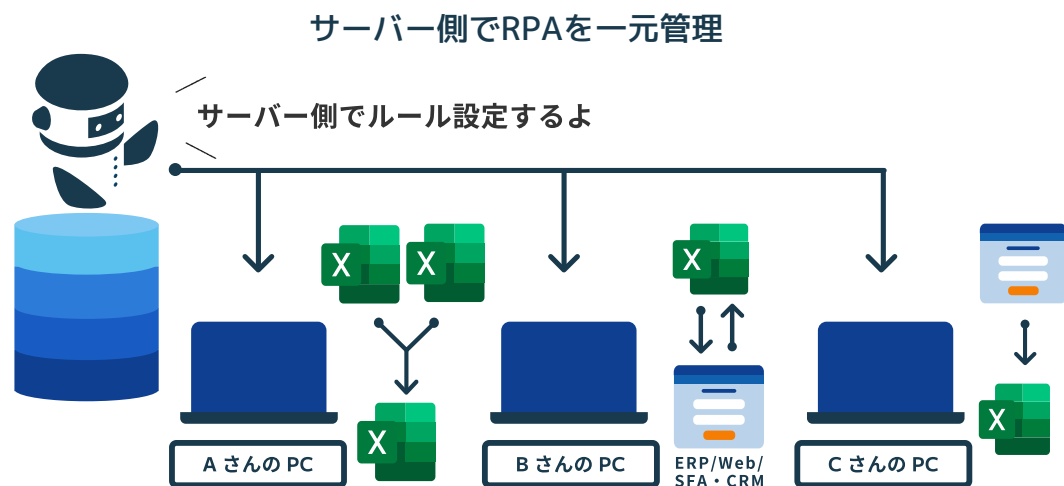 サーバー側でRPAを一元管理
サーバー側でルール設定するよ
X
X
X
X
X
A さんの PC
B さんの PC
ERP/Web/
SFA・CRM
C さんの PC